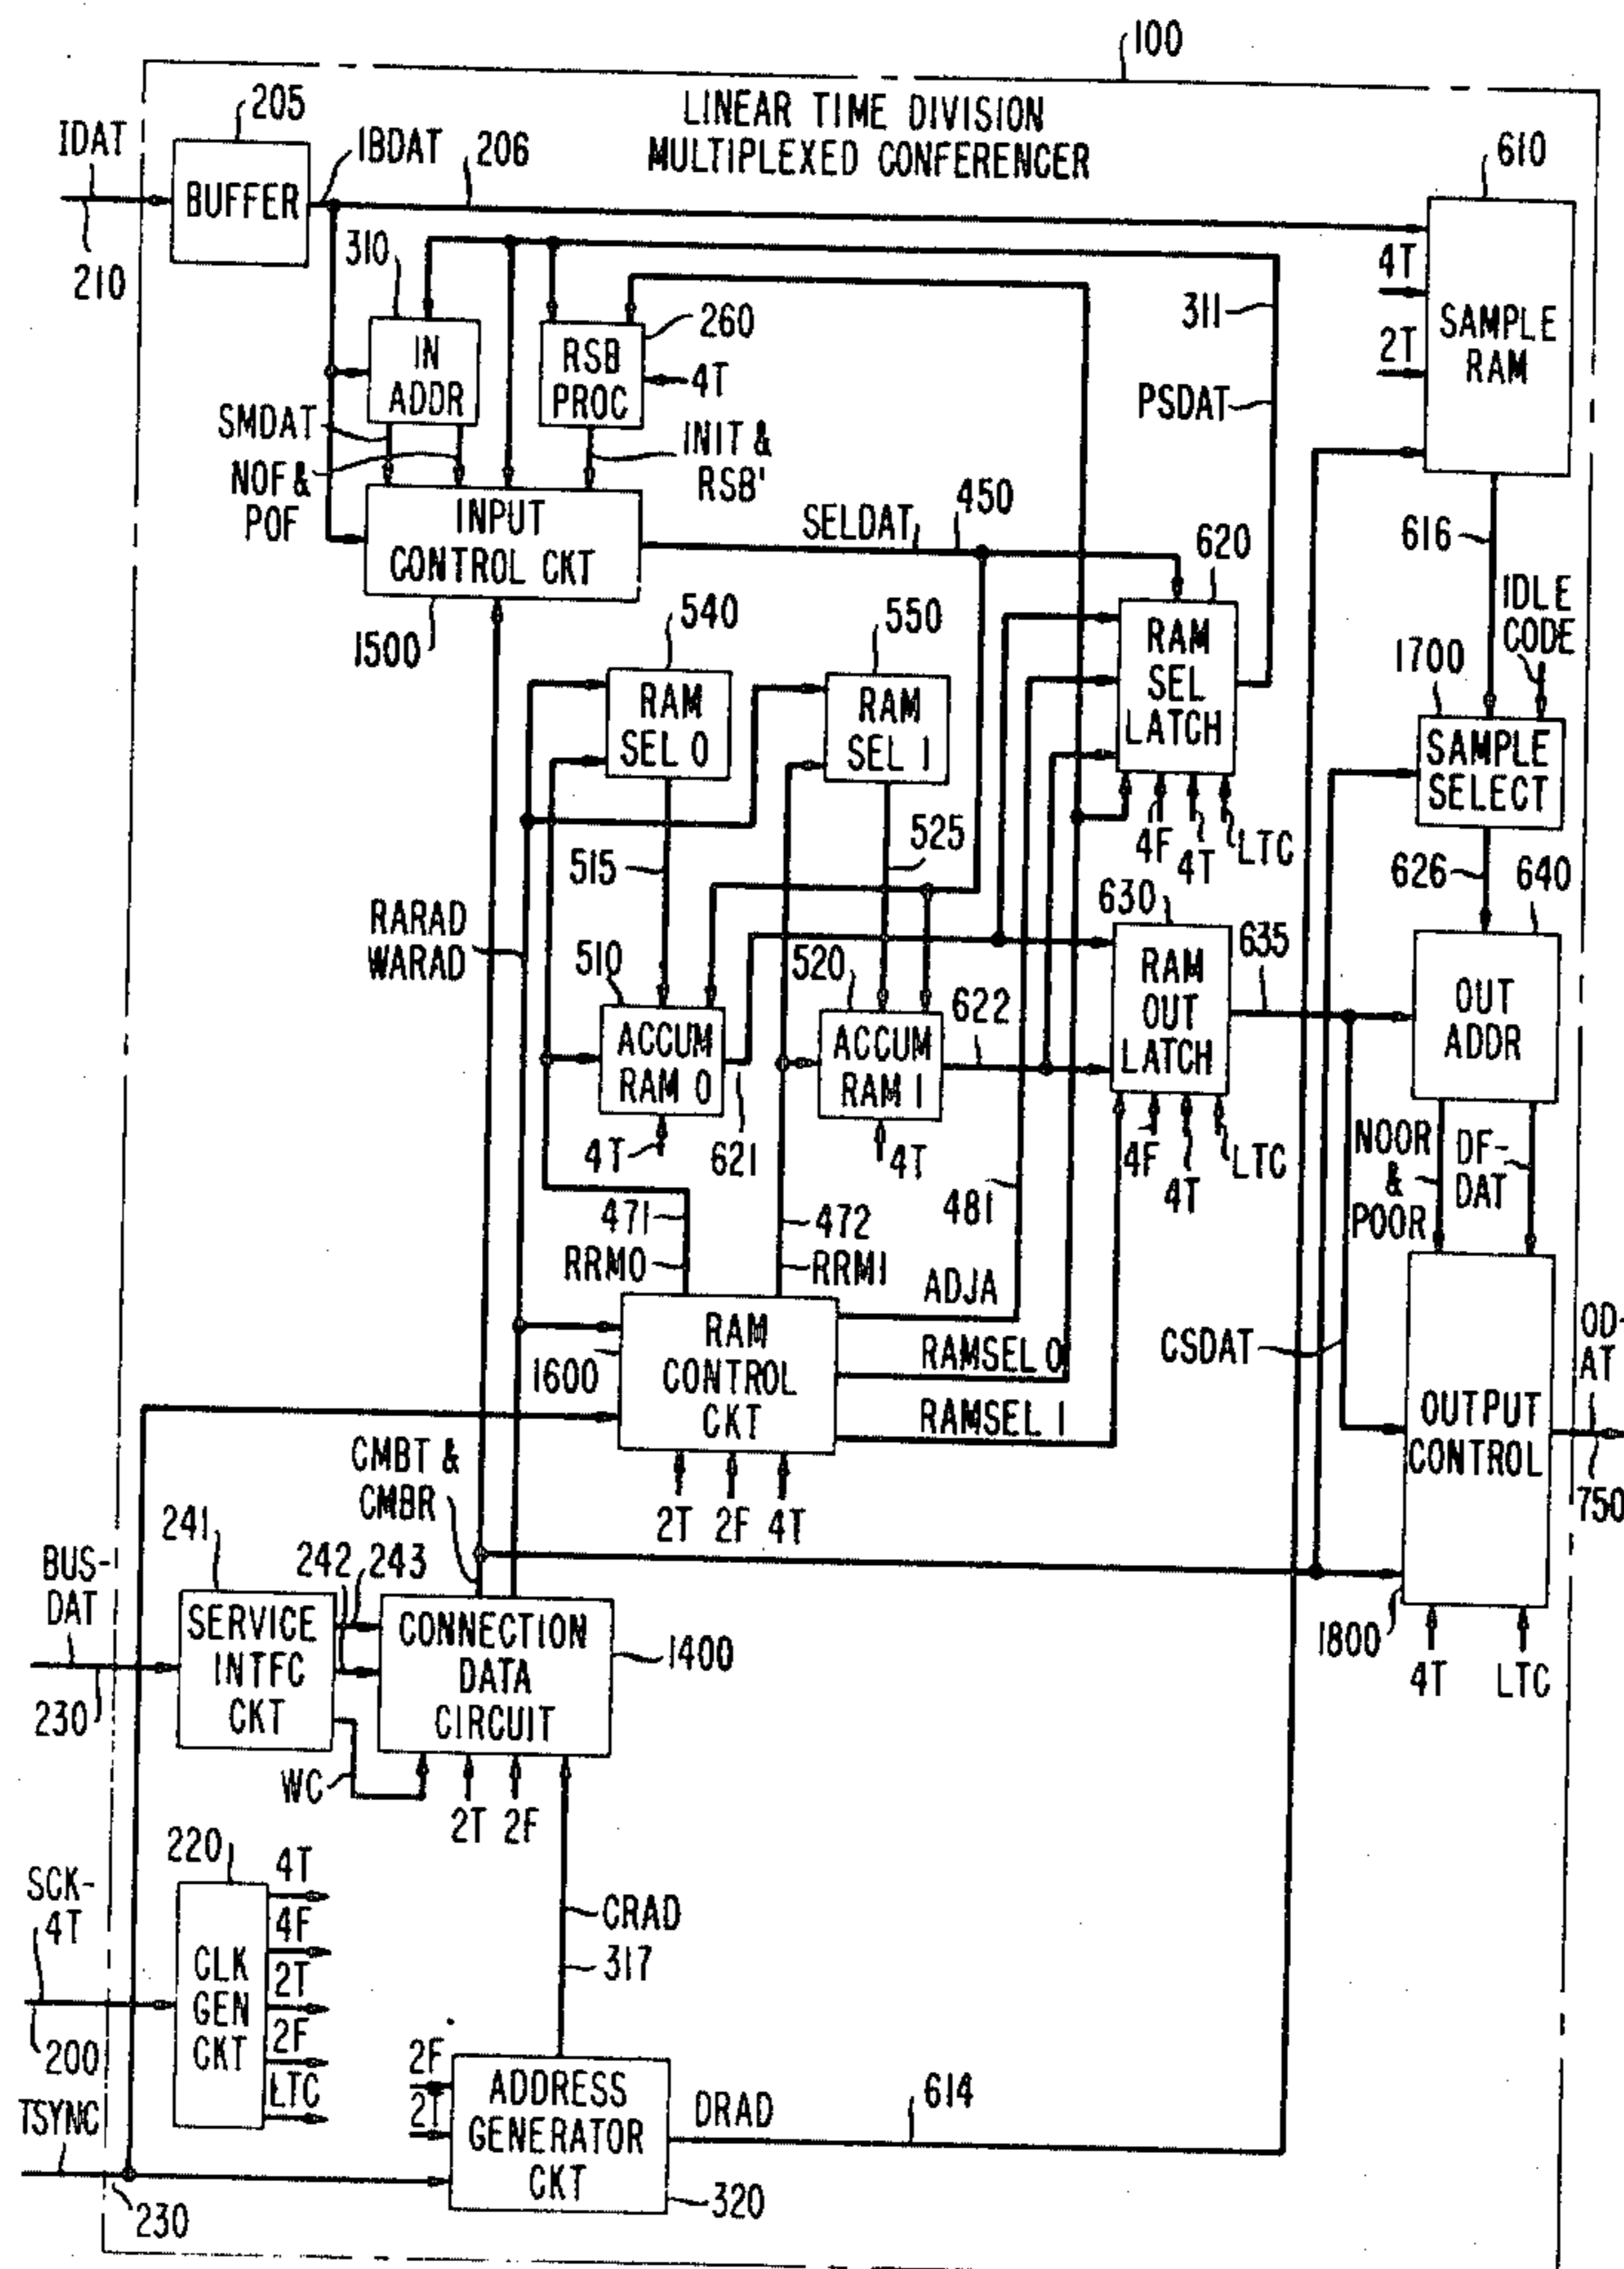 100
LINEAR TIME DIVISION
MULTIPLEXED CONFERENCER
205
IDAT
BUFFER
IBDAT
206
210
610
4T
2T
SAMPLE
RAM
310
IN
ADDR
RSB
PROC
260
4T
311
PSDAT
SMDAT
NOF &
POF
INIT &
RSB'
INPUT
CONTROL CKT
1500
SELDAT
450
620
616
IDLE
CODE
540
RAM
SEL 0
550
RAM
SEL 1
RAM
SEL
LATCH
4F
4T
LTC
1700
SAMPLE
SELECT
515
525
626
640
RARAD
WARAD
510
ACCUM
RAM 0
4T
621
520
ACCUM
RAM 1
4T
622
630
RAM
OUT
LATCH
635
4F
4T
LTC
OUT
ADDR
NOOR
&
POOR
DF-
DAT
471
RRM0
472
RRM1
481
ADJA
RAMSEL 0
RAMSEL 1
1600
RAM
CONTROL
CKT
2T
2F
4T
CSDAT
OD-
AT
OUTPUT
CONTROL
750
1800
4T
LTC
CMBT &
CMBR
241
242
243
BUS-
DAT
230
SERVICE
INTFC
CKT
WC
CONNECTION
DATA
CIRCUIT
1400
2T
2F
220
SCK-
4T
200
CLK
GEN
CKT
4T
4F
2T
2F
LTC
CRAD
317
TSYNC
230
2F
2T
ADDRESS
GENERATOR
CKT
320
DRAD
614